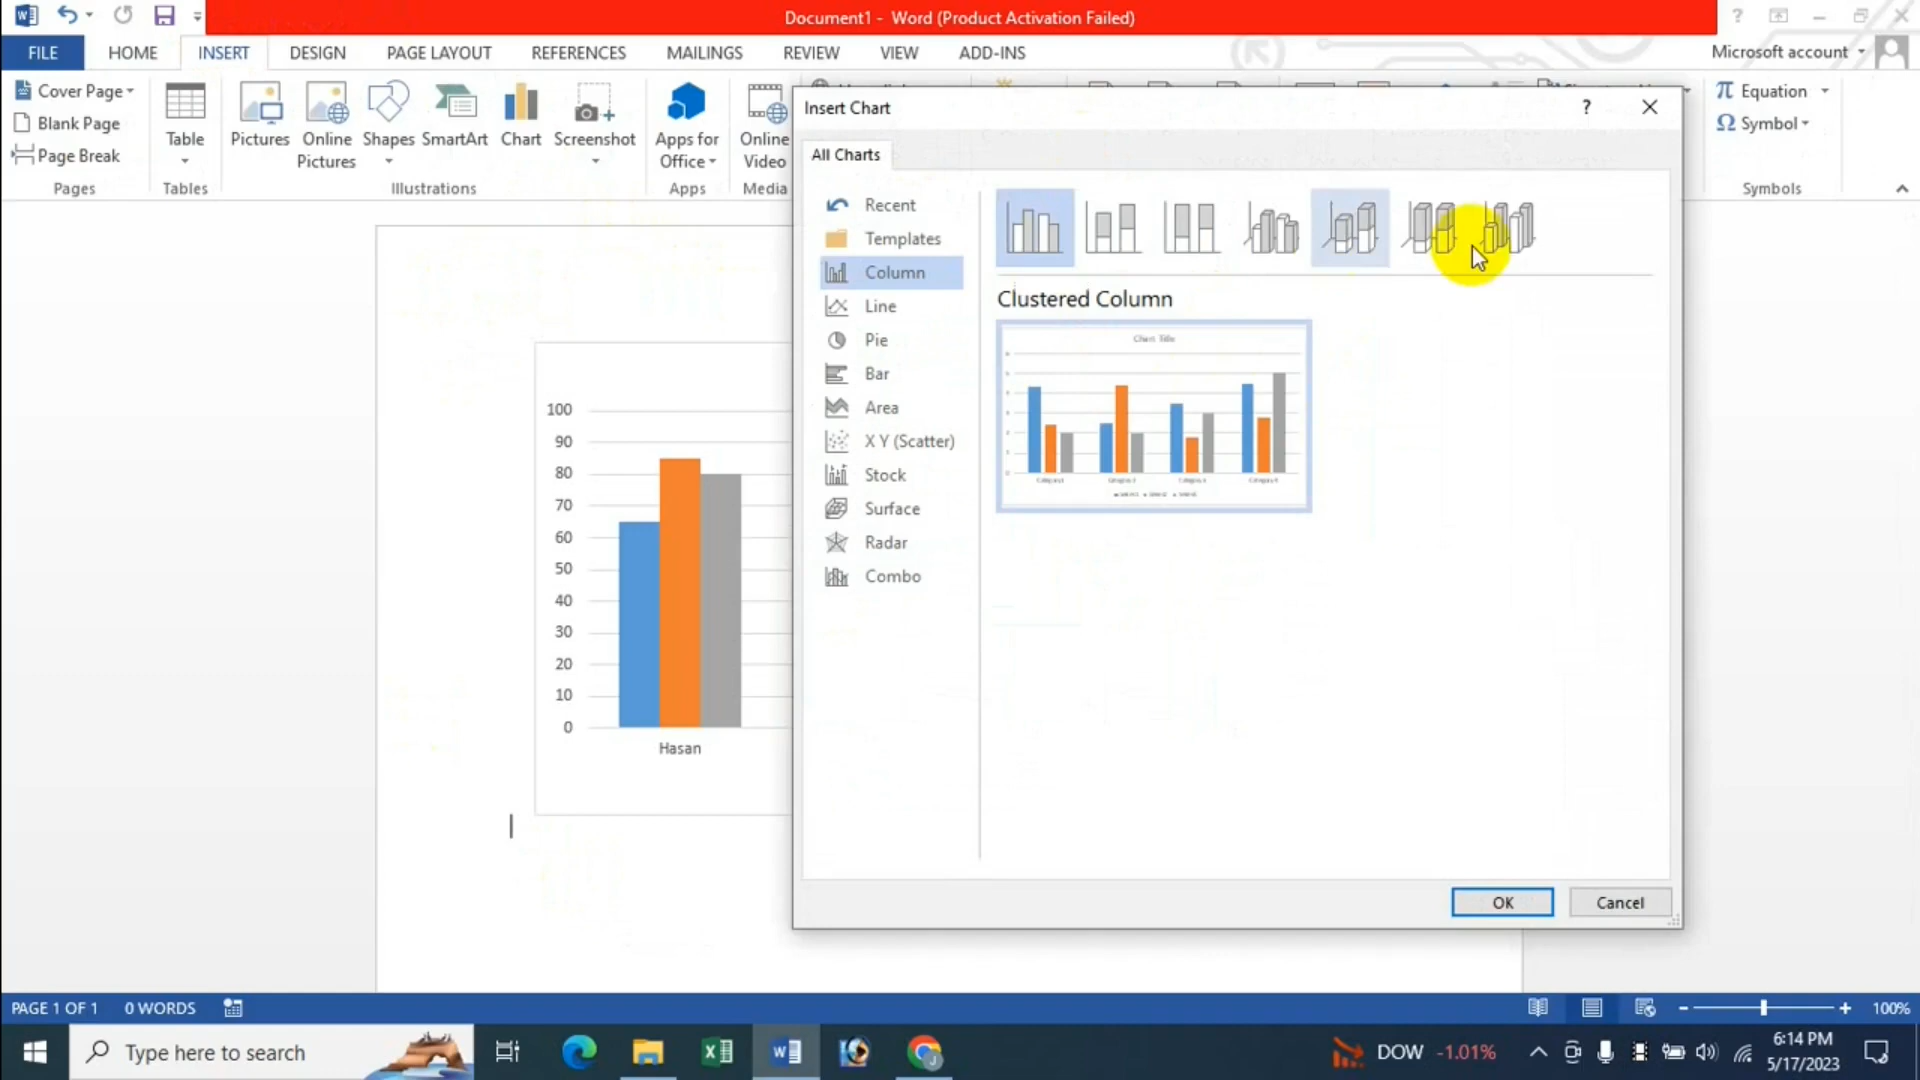 Document1 - Word (Product Activation Failed)
FILE HOME INSERT DESIGN PAGE LAYOUT REFERENCES MAILINGS REVIEW VIEW ADD-INS Microsoft account
Cover Page
Blank Page
Page Break
Pages
Table
Tables
Pictures
Online
Pictures
Shapes
SmartArt
Chart
Screenshot
Illustrations
Apps for
Office
Apps
Online
Video
Media
π Equation
Ω Symbol
Symbols
Insert Chart
?
All Charts
Recent
Templates
Column
Line
Pie
Bar
Area
X Y (Scatter)
Stock
Surface
Radar
Combo
Clustered Column
Chart Title
OK Cancel
100
90
80
70
60
50
40
30
20
10
0
Hasan
PAGE 1 OF 1 0 WORDS 100%
Type here to search
DOW -1.01%
6:14 PM
5/17/2023